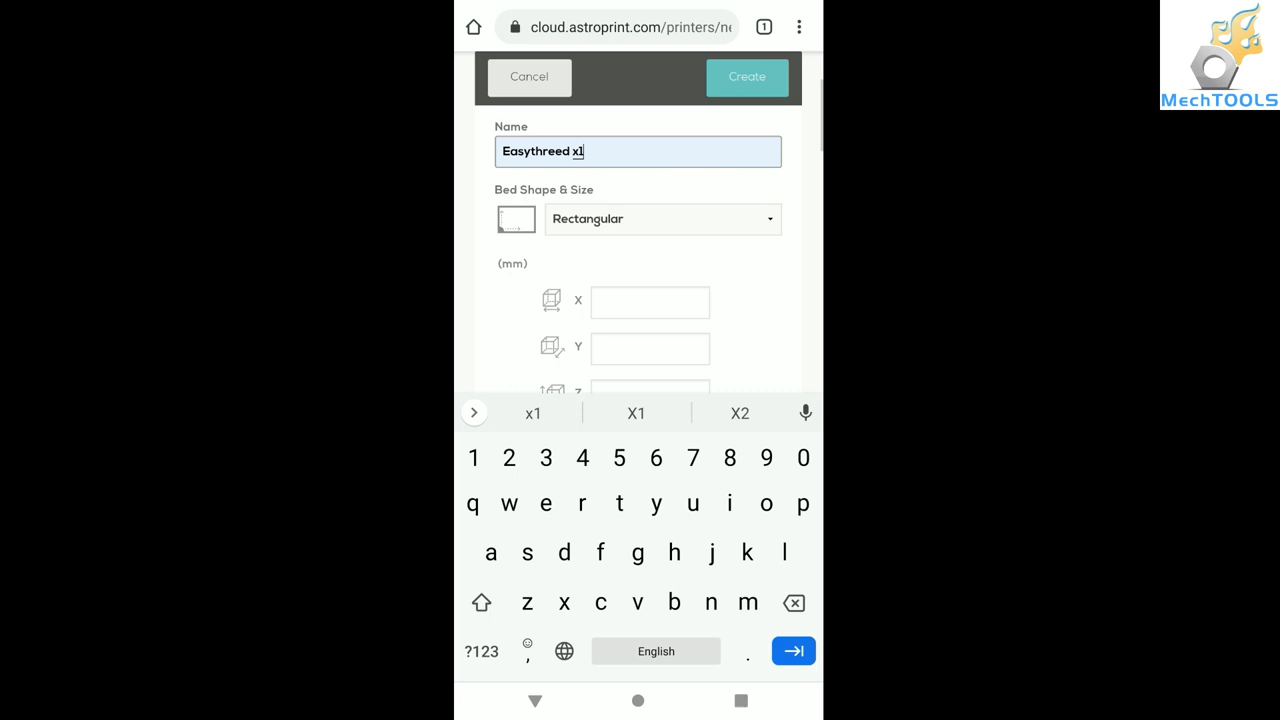 cloud.astroprint.com/printers/ne
1
MechTOOLS
Cancel
Create
Name
Easythreed x1
Bed Shape & Size
Rectangular
(mm)
X
Y
Z
x1
X1
X2
1 2 3 4 5 6 7 8 9 0
q w e r t y u i o p
a s d f g h j k l
z x c v b n m
?123
,
English
.